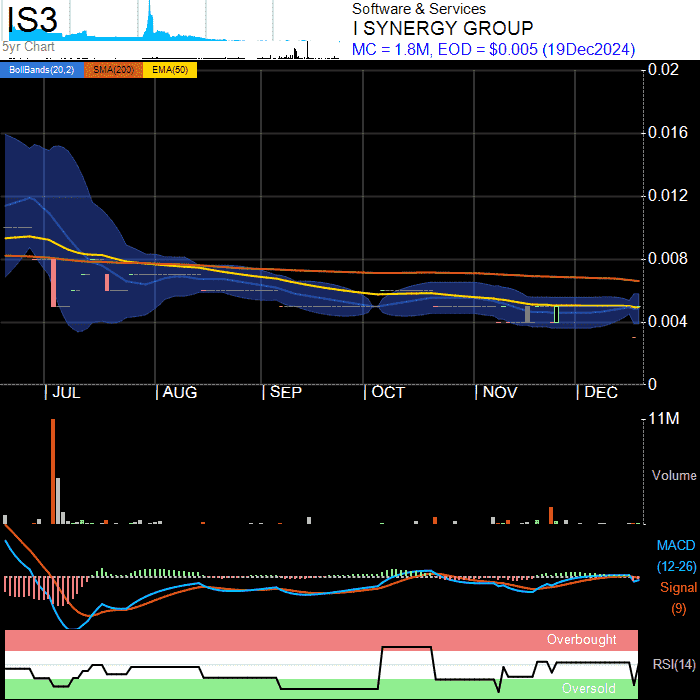 IS3
Software & Services
I SYNERGY GROUP
5yr Chart
MC = 1.8M, EOD = $0.005 (19Dec2024)
BollBands(20,2) SMA(200) EMA(50)
0.02
0.016
0.012
0.008
0.004
0
JUL AUG SEP OCT NOV DEC
11M
Volume
MACD
(12-26)
Signal
(9)
Overbought
RSI(14)
Oversold